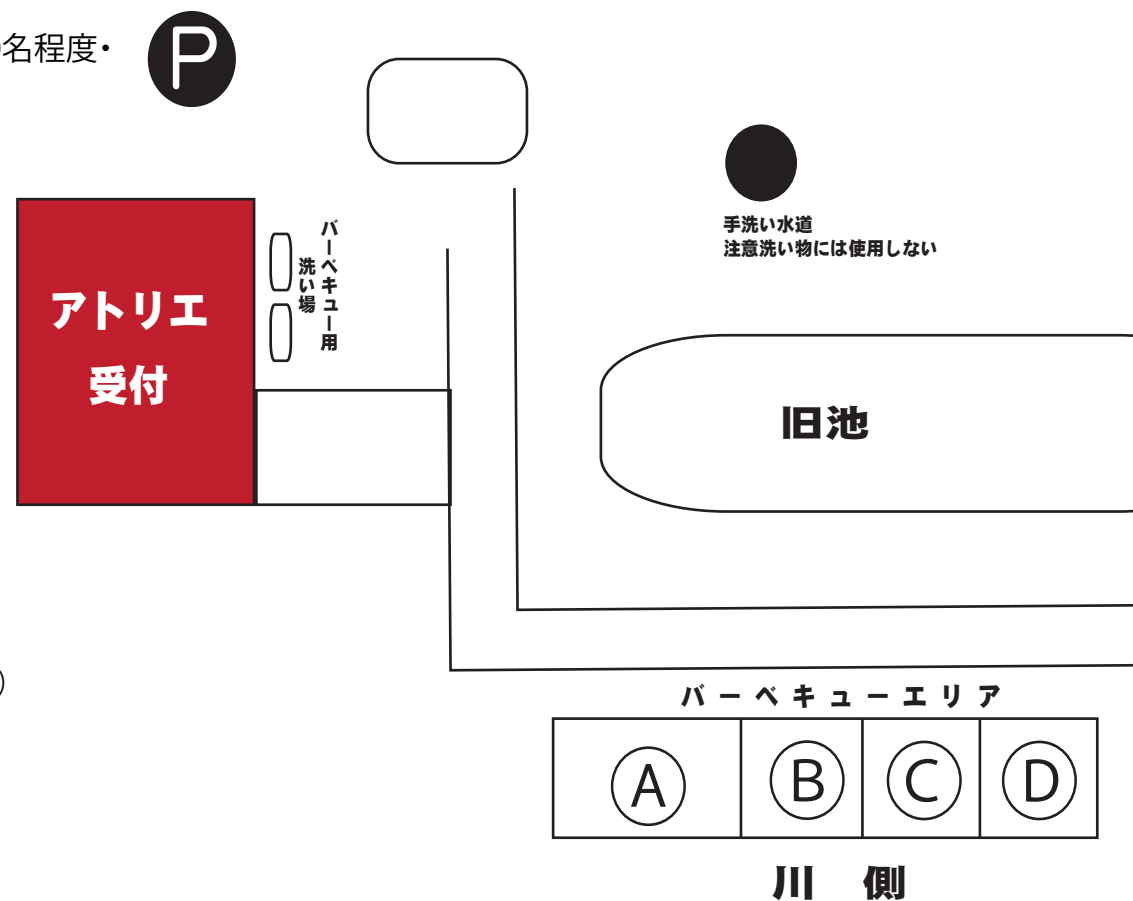 名程度・
P
手洗い水道
注意洗い物には使用しない
バーベキュー用
洗い場
アトリエ
受付
旧池
バーベキューエリア
A B C D
川 側